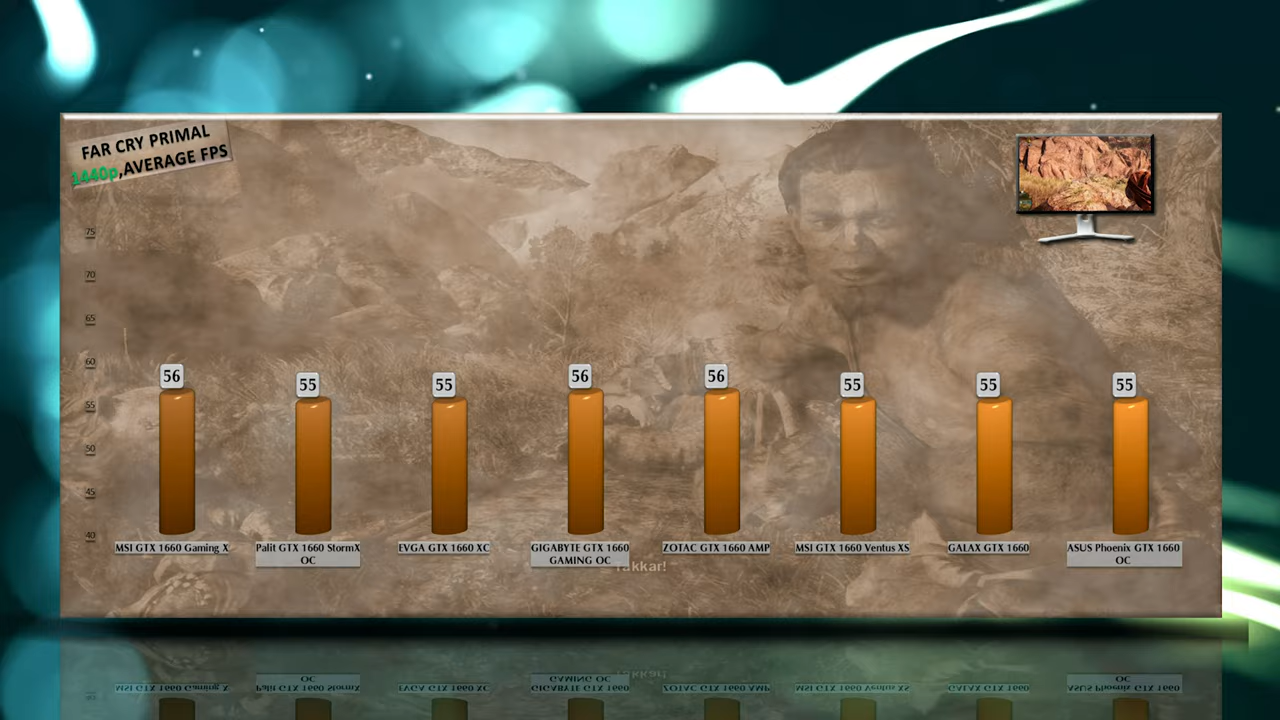 FAR CRY PRIMAL
1440p,AVERAGE FPS
75
70
65
60
55
50
45
40
56
55
55
56
56
55
55
55
MSI GTX 1660 Gaming X
Palit GTX 1660 StormX
OC
EVGA GTX 1660 XC
GIGABYTE GTX 1660
GAMING OC
ZOTAC GTX 1660 AMP
MSI GTX 1660 Ventus XS
GALAX GTX 1660
ASUS Phoenix GTX 1660
OC
Takkar!